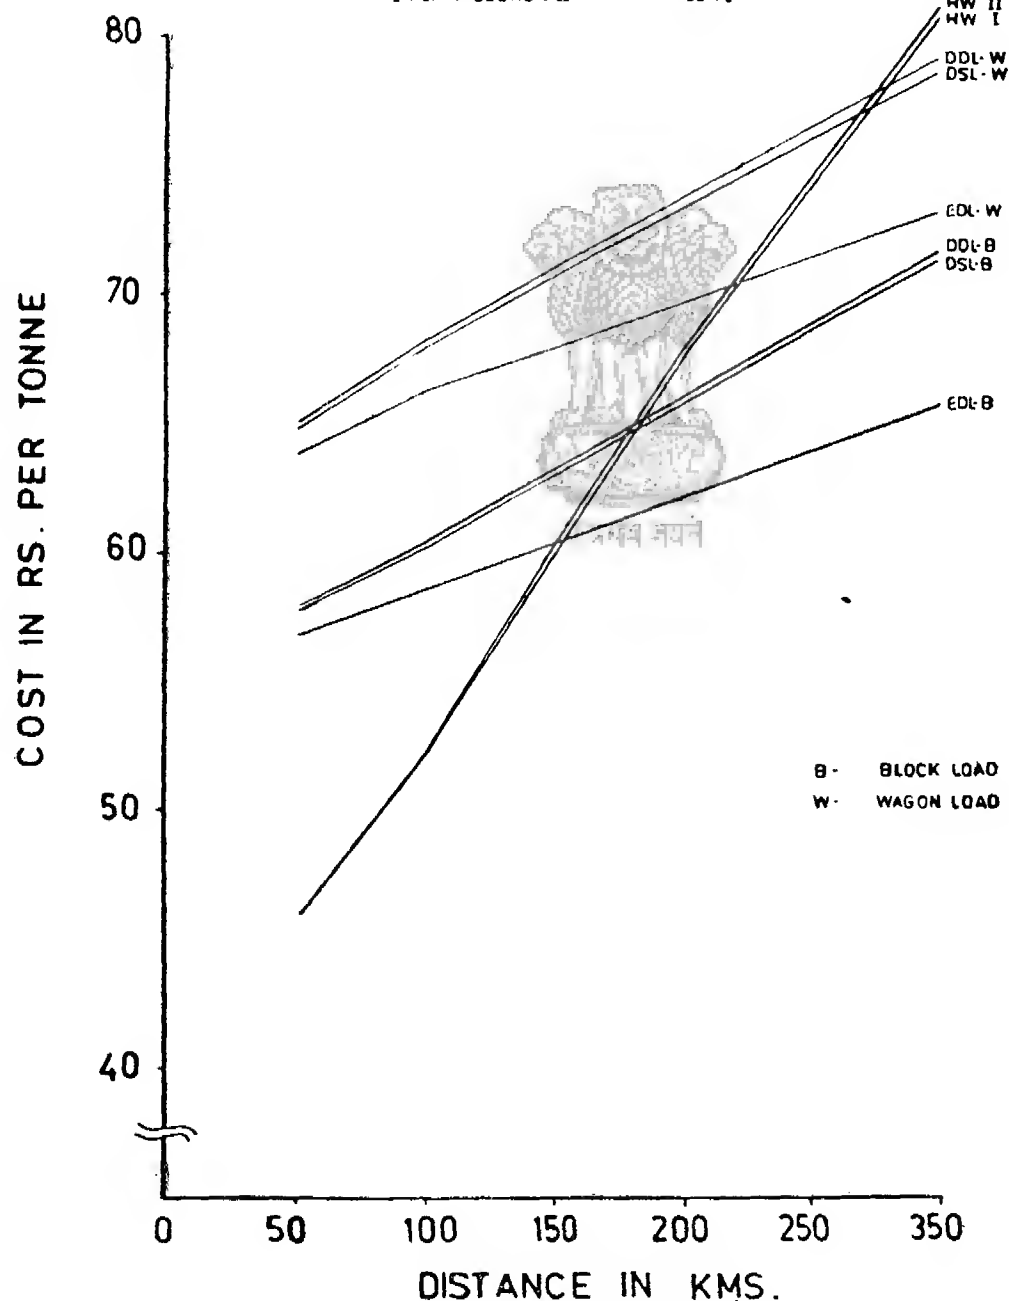 HW II
HW I
80
DDL-W
DSL-W
EDL-W
DDL-B
DSL-B
70
EDL-B
60
COST IN RS. PER TONNE
B- BLOCK LOAD
W- WAGON LOAD
50
40
0 50 100 150 200 250 350
DISTANCE IN KMS.